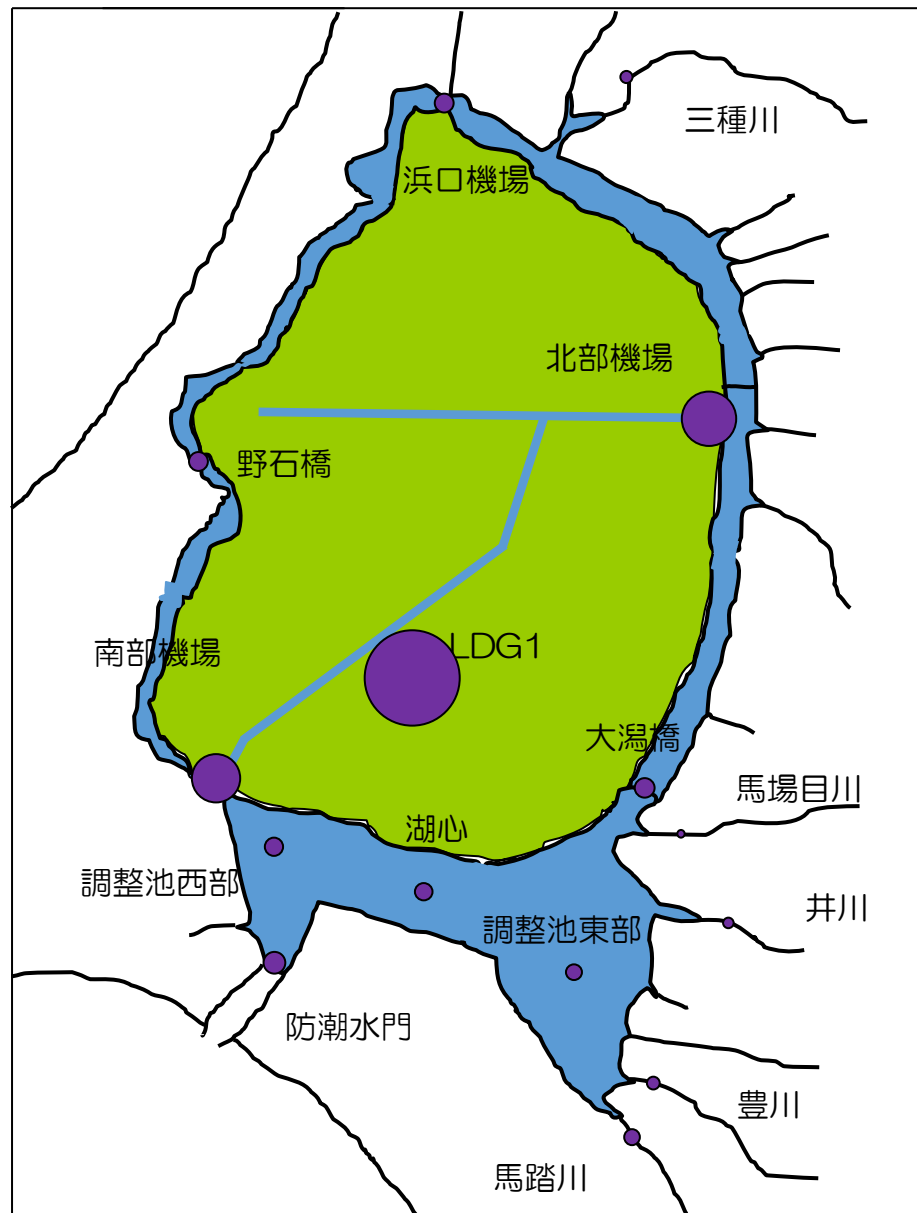 三種川
浜口機場
北部機場
野石橋
南部機場
LDG1
大潟橋
馬場目川
湖心
調整池西部
井川
調整池東部
防潮水門
豊川
馬踏川